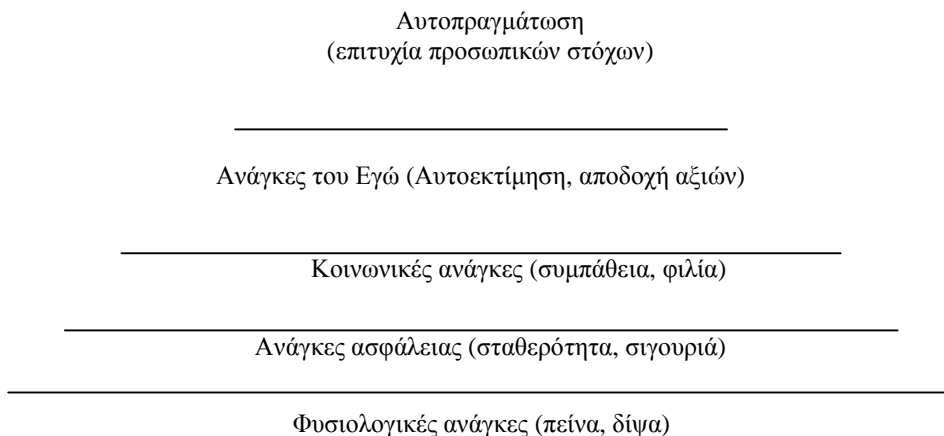 Αυτοπραγμάτωση
(επιτυχία προσωπικών στόχων)
Ανάγκες του Εγώ (Αυτοεκτίμηση, αποδοχή αξιών)
Κοινωνικές ανάγκες (συμπάθεια, φιλία)
Ανάγκες ασφάλειας (σταθερότητα, σιγουριά)
Φυσιολογικές ανάγκες (πείνα, δίψα)